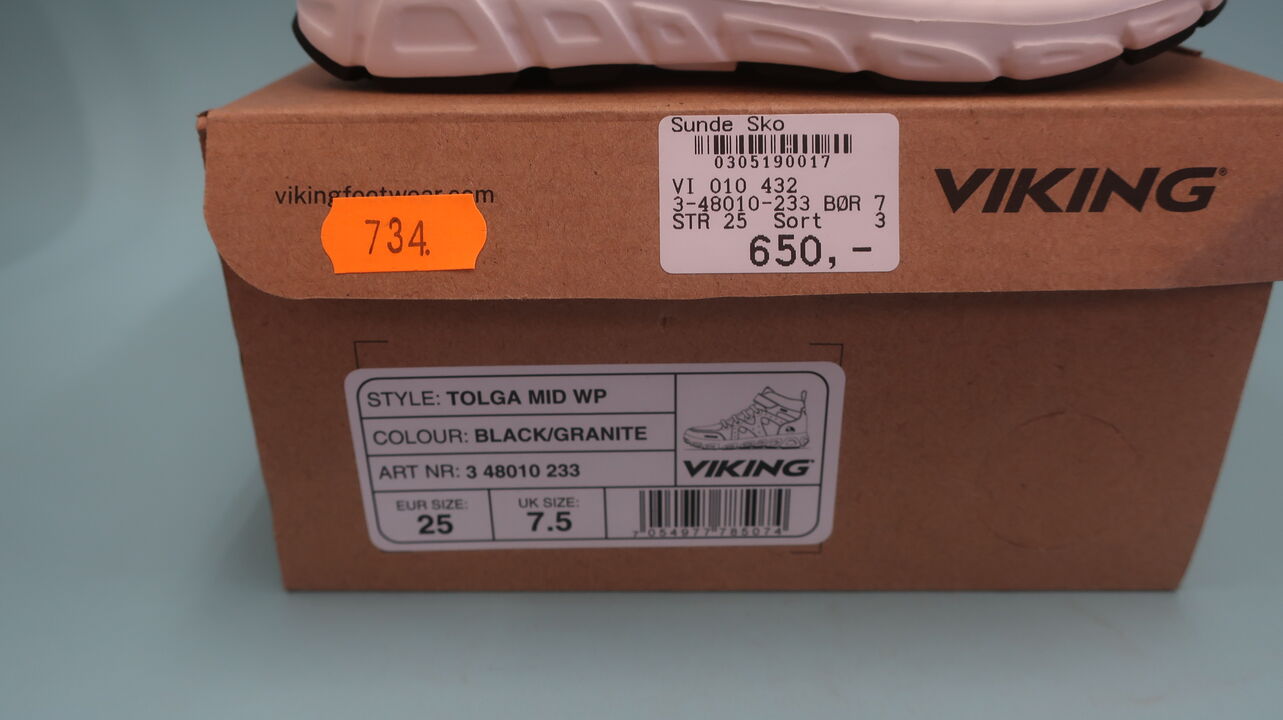 Sunde Sko
0305190017
VI 010 432
3-48010-233 BØR 7
STR 25 Sort 3
650,-
VIKING®
vikingfootwear.com
734.
STYLE: TOLGA MID WP
COLOUR: BLACK/GRANITE
ART NR: 3 48010 233
EUR SIZE:
25
UK SIZE:
7.5
VIKING
7 054977 785074